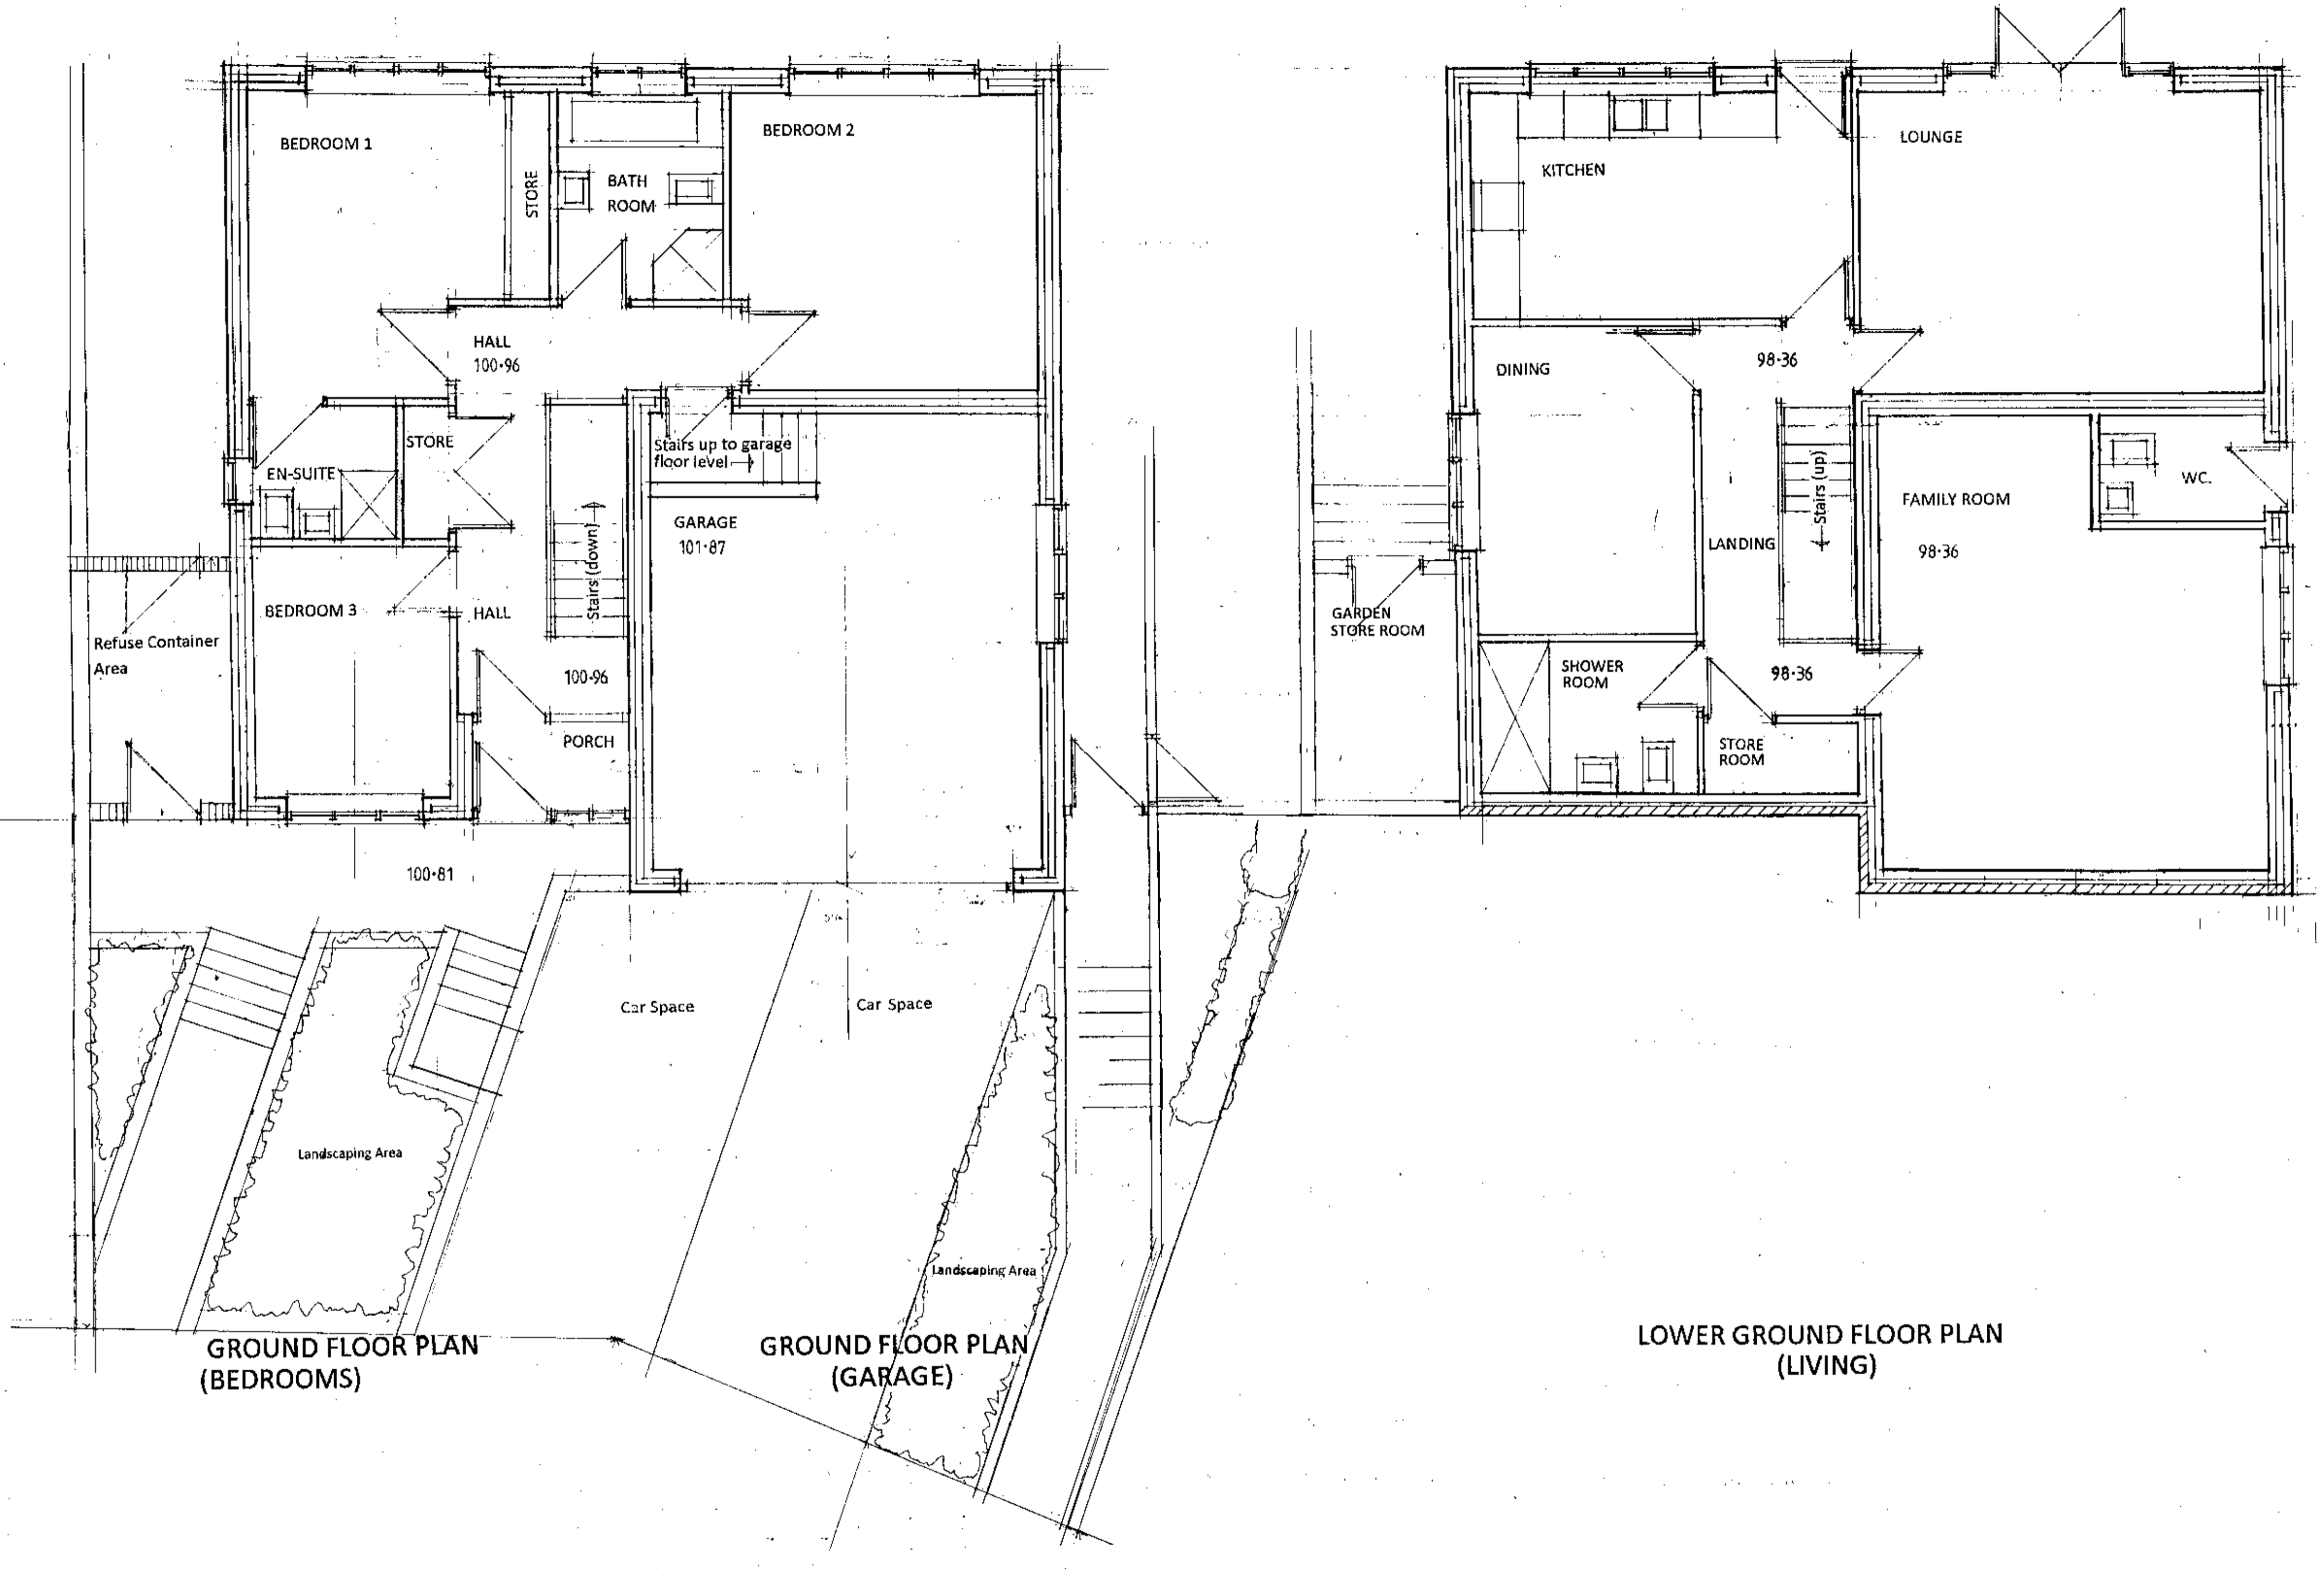 BEDROOM 1
STORE
BATH
ROOM
BEDROOM 2
HALL
100·96
STORE
EN-SUITE
Stairs up to garage
floor level
GARAGE
101·87
Stairs (down)
BEDROOM 3
HALL
Refuse Container
Area
100·96
PORCH
100·81
Car Space
Car Space
Landscaping Area
Landscaping Area
GROUND FLOOR PLAN
(BEDROOMS)
GROUND FLOOR PLAN
(GARAGE)
KITCHEN
LOUNGE
DINING
98·36
Stairs (up)
WC.
FAMILY ROOM
98·36
LANDING
GARDEN
STORE ROOM
SHOWER
ROOM
98·36
STORE
ROOM
LOWER GROUND FLOOR PLAN
(LIVING)